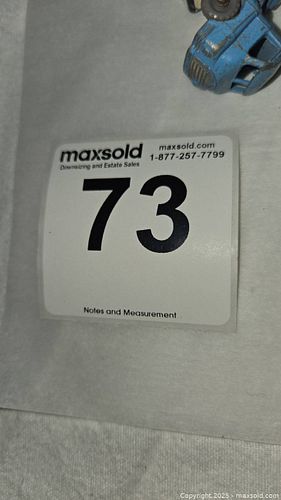 maxsold
Downsizing and Estate Sales
maxsold.com
1-877-257-7799
73
Notes and Measurement
Copyright 2025 - maxsold.com